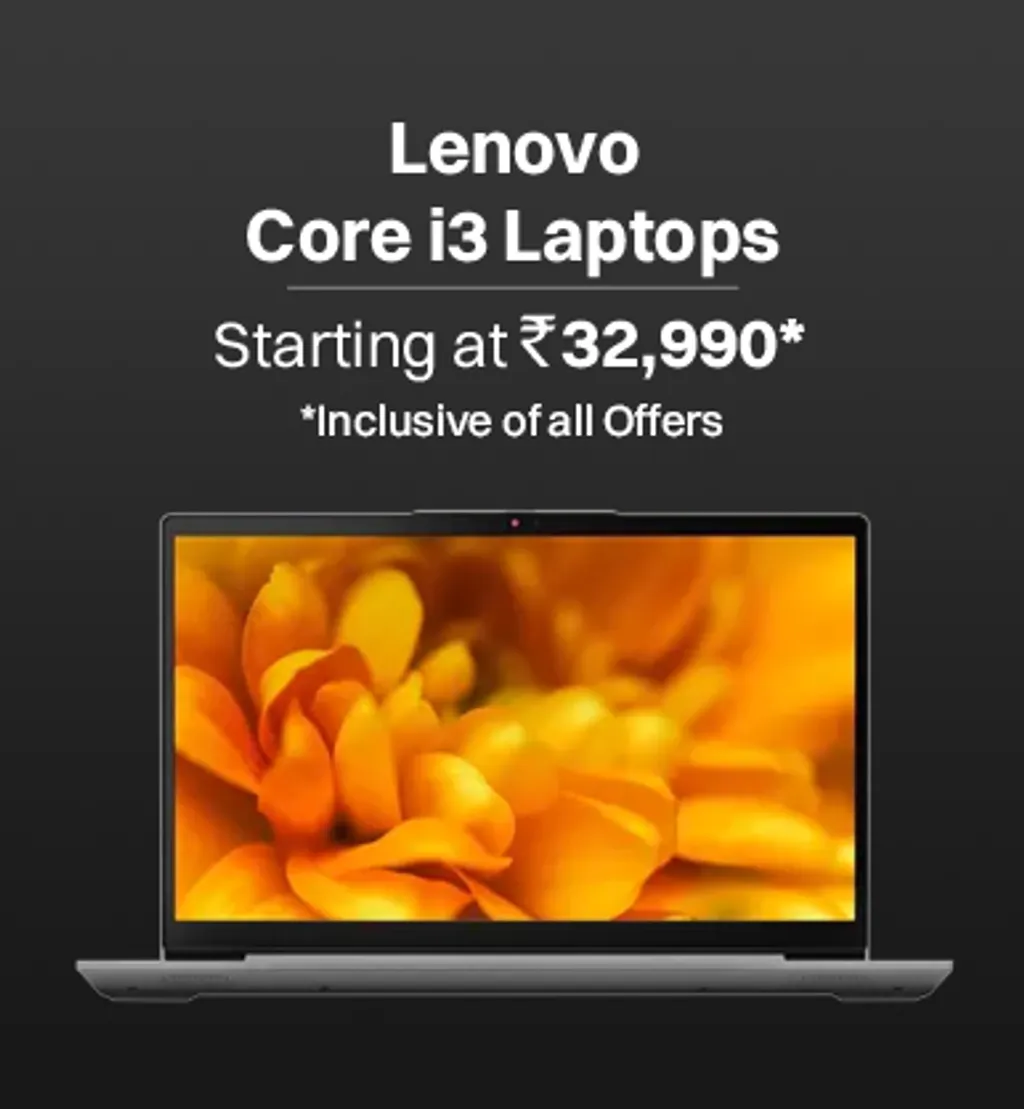 Lenovo
Core i3 Laptops
Starting at ₹32,990*
*Inclusive of all Offers